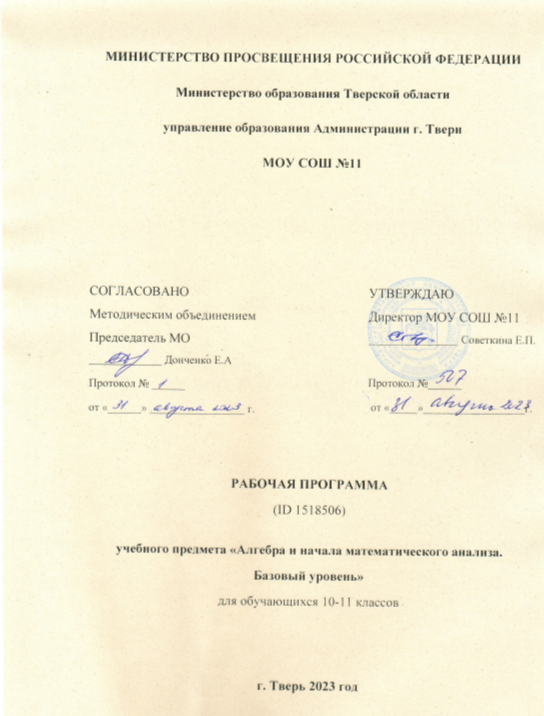 МИНИСТЕРСТВО ПРОСВЕЩЕНИЯ РОССИЙСКОЙ ФЕДЕРАЦИИ
Министерство образования Тверской области
управление образования Администрации г. Твери
МОУ СОШ №11
СОГЛАСОВАНО
Методическим объединением
Председатель МО
Донченко Е.А
Протокол № 1
от «31» августа 2023 г.
УТВЕРЖДАЮ
Директор МОУ СОШ №11
Советкина Е.П.
Протокол № 527
от «31» августа 2023 г.
РАБОЧАЯ ПРОГРАММА
(ID 1518506)
учебного предмета «Алгебра и начала математического анализа.
Базовый уровень»
для обучающихся 10-11 классов
г. Тверь 2023 год